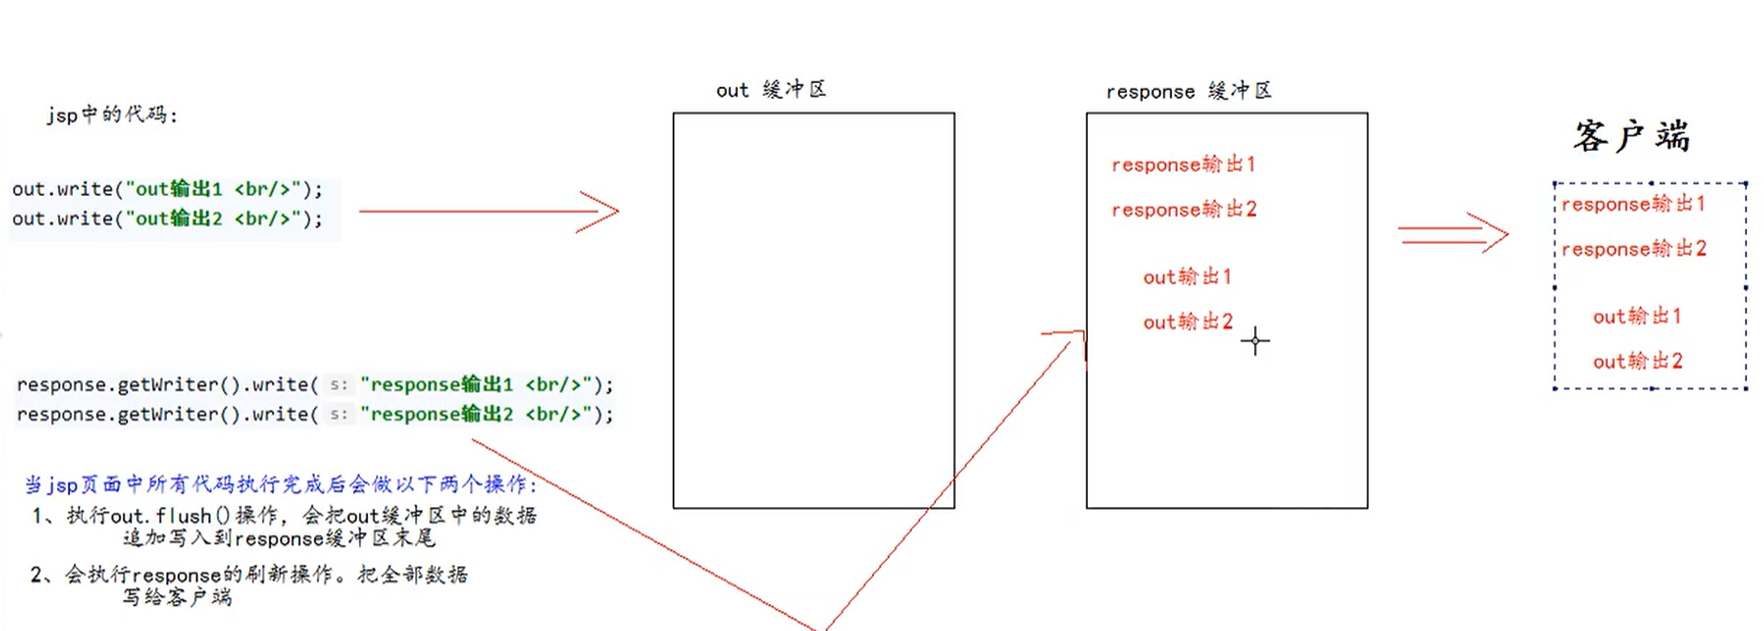 out 缓冲区
response 缓冲区
jsp中的代码:
客户端
response输出1
response输出2
out输出1
out输出2
out.write("out输出1 <br/>");
out.write("out输出2 <br/>");
response输出1
response输出2
out输出1
out输出2
response.getWriter().write( s: "response输出1 <br/>");
response.getWriter().write( s: "response输出2 <br/>");
当jsp页面中所有代码执行完成后会做以下两个操作:
1、执行out.flush()操作，会把out缓冲区中的数据
追加写入到response缓冲区末尾
2、会执行response的刷新操作。把全部数据
写给客户端